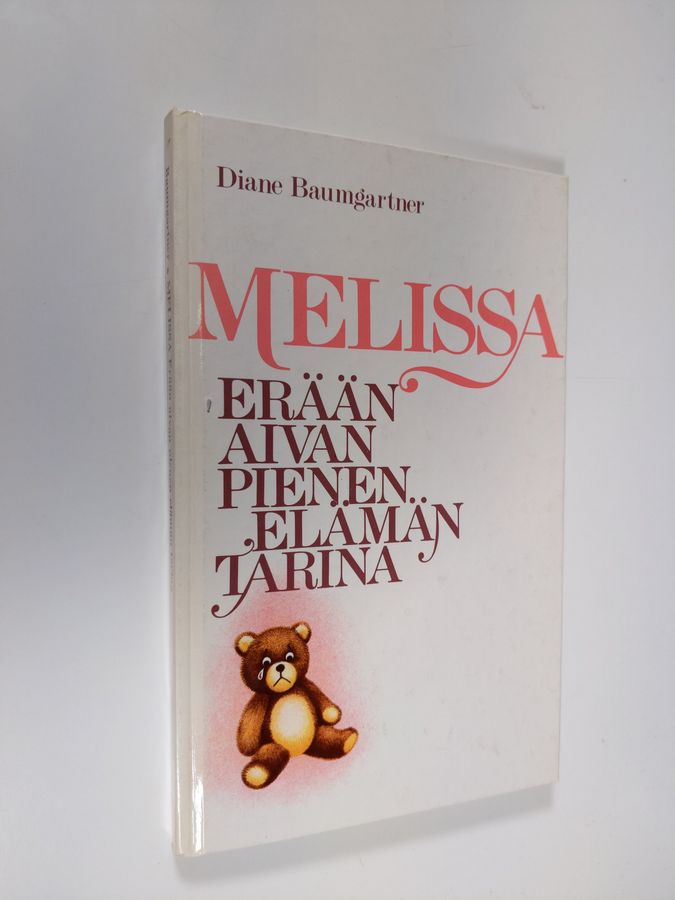 Diane Baumgartner
MELISSA
ERÄÄN
AIVAN
PIENEN
ELÄMÄN
TARINA